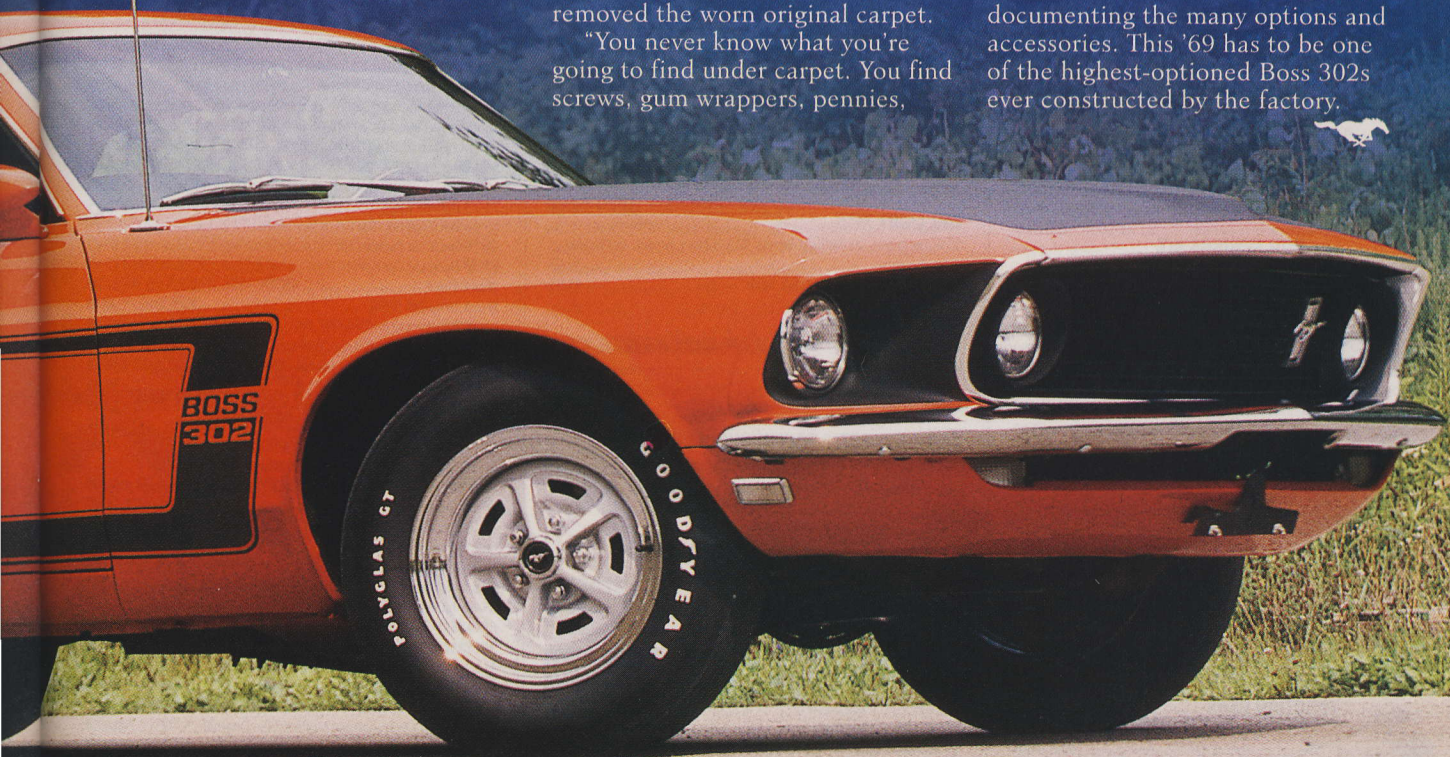 removed the worn original carpet.
“You never know what you’re
going to find under carpet. You find
screws, gum wrappers, pennies,
documenting the many options and
accessories. This ’69 has to be one
of the highest-optioned Boss 302s
ever constructed by the factory.
BOSS
302
POLYGLAS GT
GOODYEAR